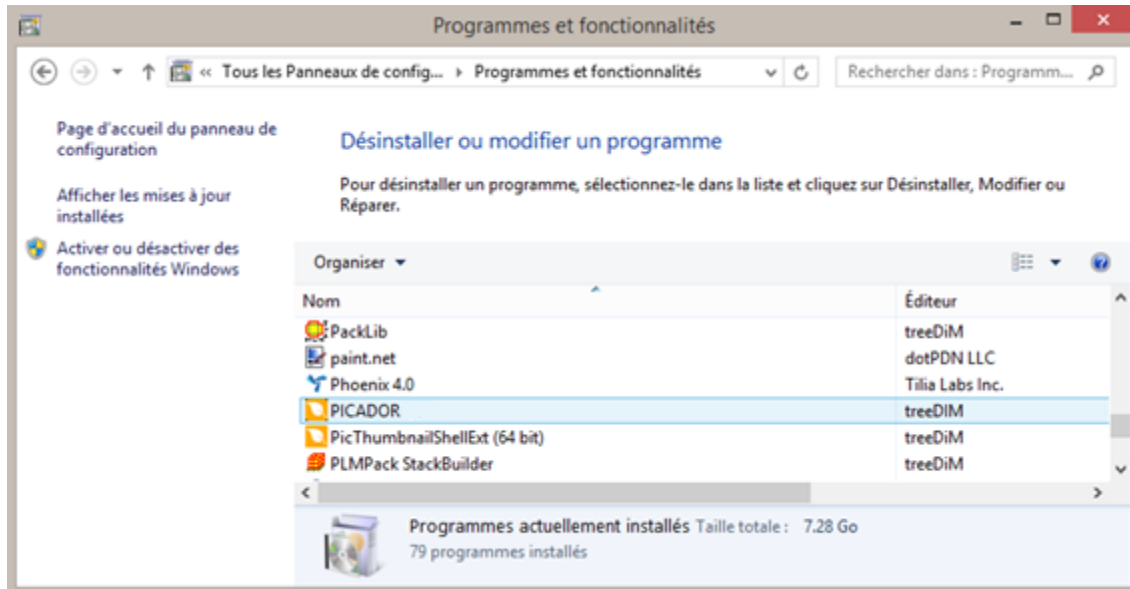 Programmes et fonctionnalités
« Tous les Panneaux de config... Programmes et fonctionnalités
Rechercher dans : Programm...
Page d'accueil du panneau de
configuration
Afficher les mises à jour
installées
Activer ou désactiver des
fonctionnalités Windows
Désinstaller ou modifier un programme
Pour désinstaller un programme, sélectionnez-le dans la liste et cliquez sur Désinstaller, Modifier ou
Réparer.
Organiser
Nom Éditeur
PackLib treeDiM
paint.net dotPDN LLC
Phoenix 4.0 Tilia Labs Inc.
PICADOR treeDIM
PicThumbnailShellExt (64 bit) treeDiM
PLMPack StackBuilder treeDiM
Programmes actuellement installés Taille totale : 7.28 Go
79 programmes installés